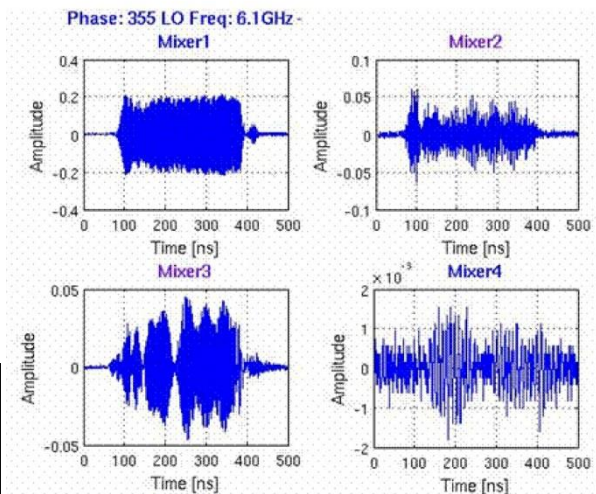 Phase: 355 LO Freq: 6.1GHz -
Mixer1
0.4
0.2
0
-0.2
-0.4
Amplitude
0 100 200 300 400 500
Time [ns]
Mixer2
0.1
0.05
0
-0.05
-0.1
Amplitude
0 100 200 300 400 500
Time [ns]
Mixer3
0.05
0
-0.05
Amplitude
0 100 200 300 400 500
Time [ns]
Mixer4
× 10⁻³
2
1
0
-1
-2
Amplitude
0 100 200 300 400 500
Time [ns]